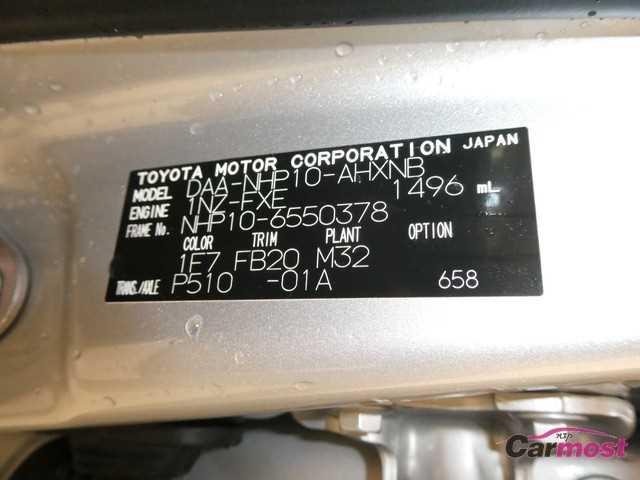 TOYOTA MOTOR CORPORATION JAPAN
MODEL DAA-NHP10-AHXNB
ENGINE 1NZ-FXE 1496 mL
FRAME No. NHP10-6550378
COLOR TRIM PLANT OPTION
1F7 FB20 M32
TRANS./AXLE P510 -01A 658
MJP
Carmost